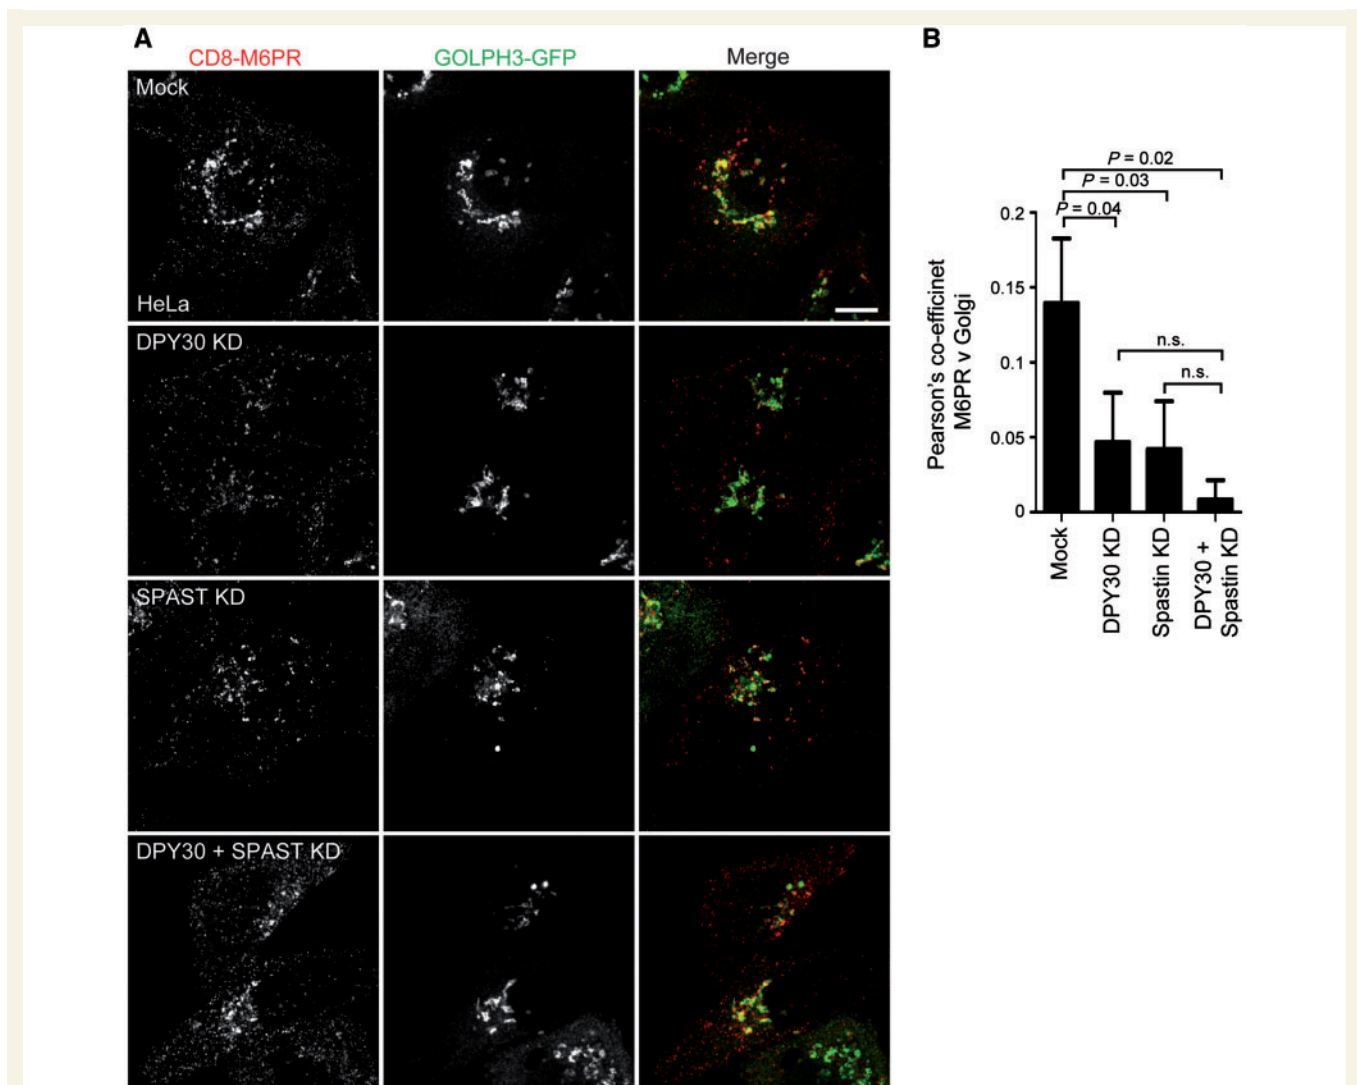 A
CD8-M6PR
GOLPH3-GFP
Merge
Mock
HeLa
DPY30 KD
SPAST KD
DPY30 + SPAST KD
B
P = 0.02
P = 0.03
P = 0.04
n.s.
n.s.
0.2
0.15
0.1
0.05
0
Pearson's co-efficinet
M6PR v Golgi
Mock
DPY30 KD
Spastin KD
DPY30 +
Spastin KD